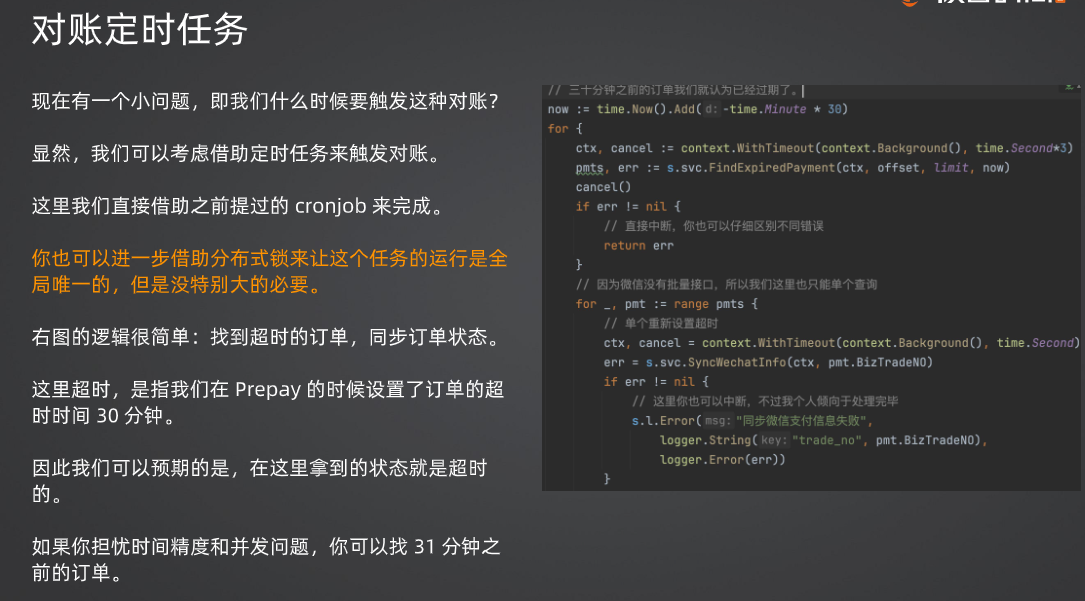 对账定时任务
现在有一个小问题，即我们什么时候要触发这种对账？
显然，我们可以考虑借助定时任务来触发对账。
这里我们直接借助之前提过的 cronjob 来完成。
你也可以进一步借助分布式锁来让这个任务的运行是全
局唯一的，但是没特别大的必要。
右图的逻辑很简单：找到超时的订单，同步订单状态。
这里超时，是指我们在 Prepay 的时候设置了订单的超
时时间 30 分钟。
因此我们可以预期的是，在这里拿到的状态就是超时
的。
如果你担忧时间精度和并发问题，你可以找 31 分钟之
前的订单。
// 三十分钟之前的订单我们就认为已经过期了。
now := time.Now().Add( d: -time.Minute * 30)
for {
ctx, cancel := context.WithTimeout(context.Background(), time.Second*3)
pmts, err := s.svc.FindExpiredPayment(ctx, offset, limit, now)
cancel()
if err != nil {
// 直接中断，你也可以仔细区别不同错误
return err
}
// 因为微信没有批量接口，所以我们这里也只能单个查询
for _, pmt := range pmts {
// 单个重新设置超时
ctx, cancel = context.WithTimeout(context.Background(), time.Second)
err = s.svc.SyncWechatInfo(ctx, pmt.BizTradeNO)
if err != nil {
// 这里你也可以中断，不过我个人倾向于处理完毕
s.l.Error( msg: "同步微信支付信息失败",
logger.String( key: "trade_no", pmt.BizTradeNO),
logger.Error(err))
}